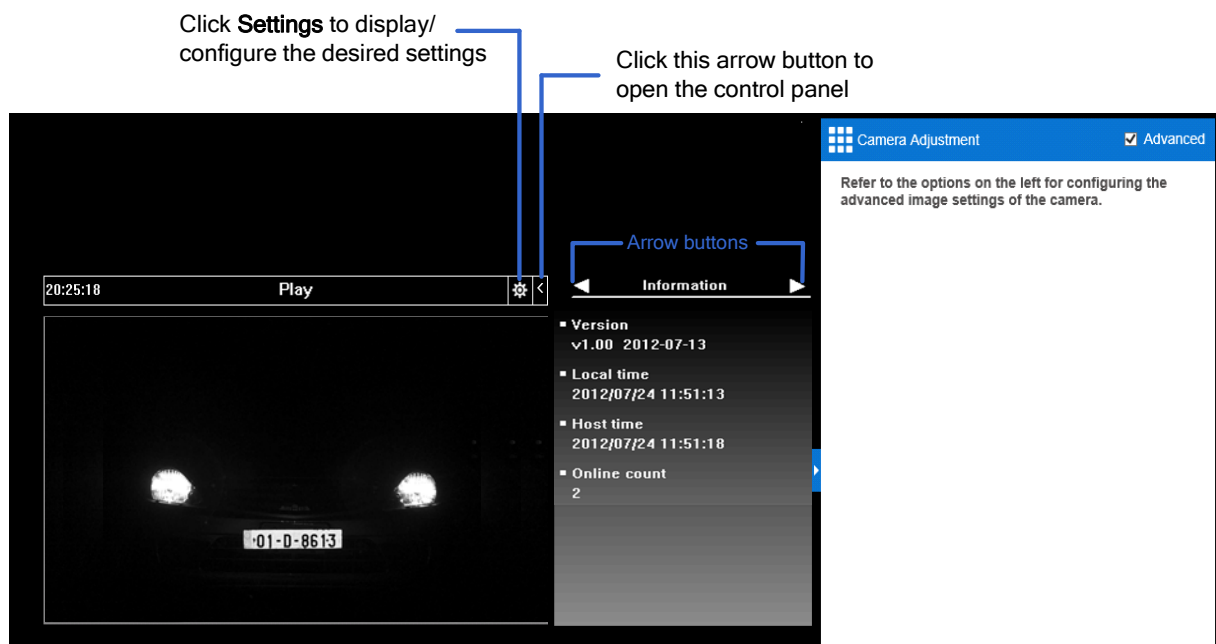 Click Settings to display/
configure the desired settings
Click this arrow button to
open the control panel
Camera Adjustment
Advanced
Refer to the options on the left for configuring the
advanced image settings of the camera.
Arrow buttons
20:25:18 Play
Information
Version
v1.00 2012-07-13
Local time
2012/07/24 11:51:13
Host time
2012/07/24 11:51:18
Online count
2
01-D-8613